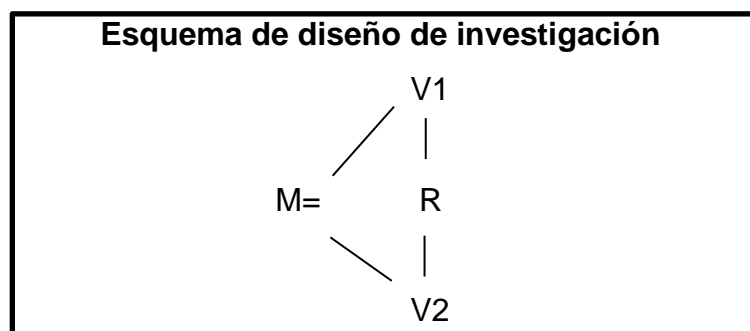 Esquema de diseño de investigación
V1
M= R
V2